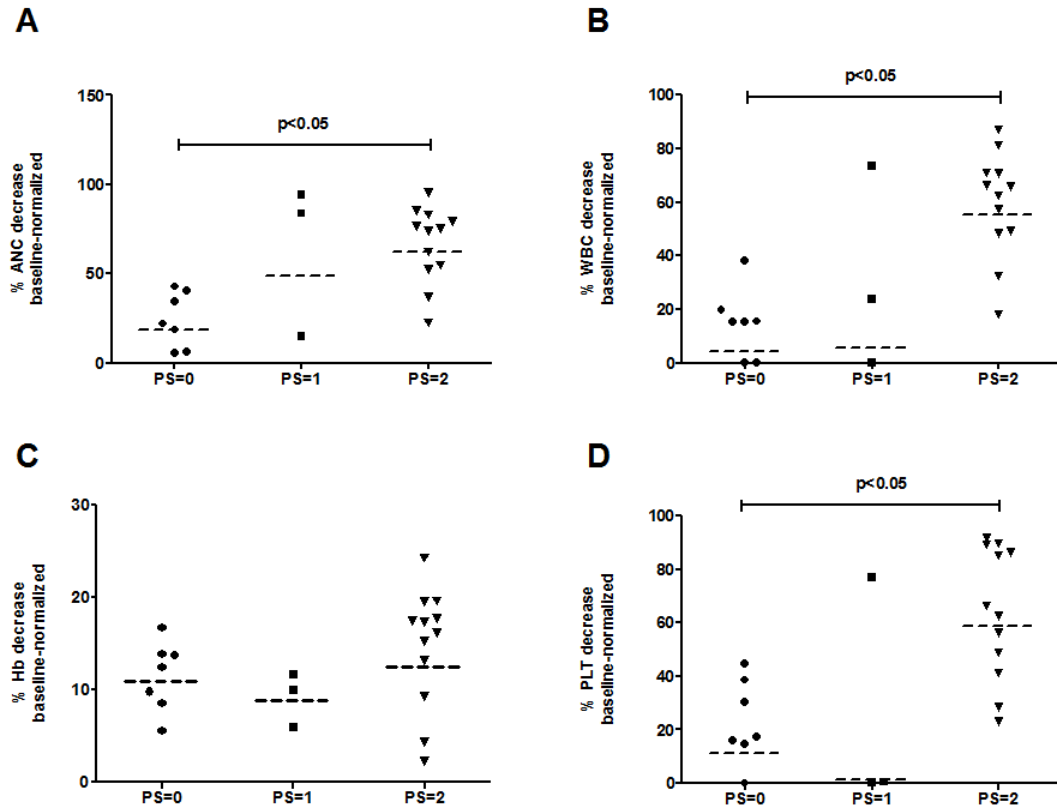 A
% ANC decrease
baseline-normalized
150
100
50
0
p<0.05
PS=0 PS=1 PS=2
B
% WBC decrease
baseline-normalized
100
80
60
40
20
0
p<0.05
PS=0 PS=1 PS=2
C
% Hb decrease
baseline-normalized
30
20
10
0
PS=0 PS=1 PS=2
D
% PLT decrease
baseline-normalized
100
80
60
40
20
0
p<0.05
PS=0 PS=1 PS=2